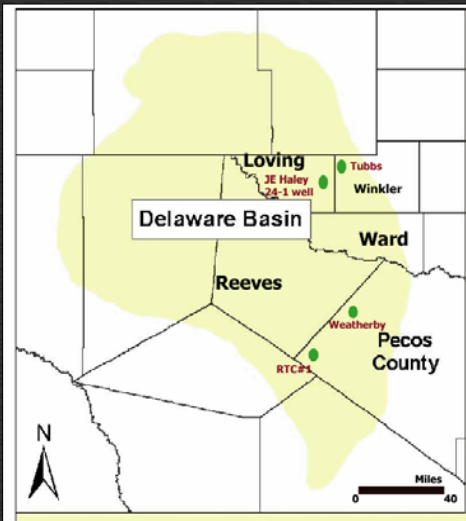 Loving
Tubbs
JE Haley
24-1 well
Winkler
Delaware Basin
Ward
Reeves
Weatherby
Pecos
County
RTC#1
N
Miles
0 40